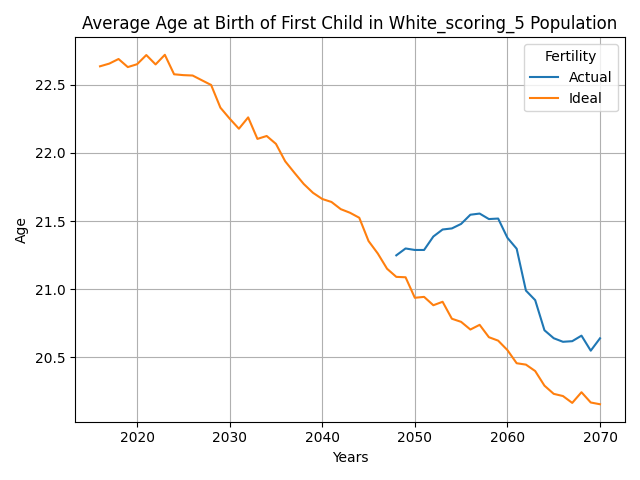 Average Age at Birth of First Child in White_scoring_5 Population
Fertility
Actual
Ideal
Age
22.5
22.0
21.5
21.0
20.5
2020 2030 2040 2050 2060 2070
Years